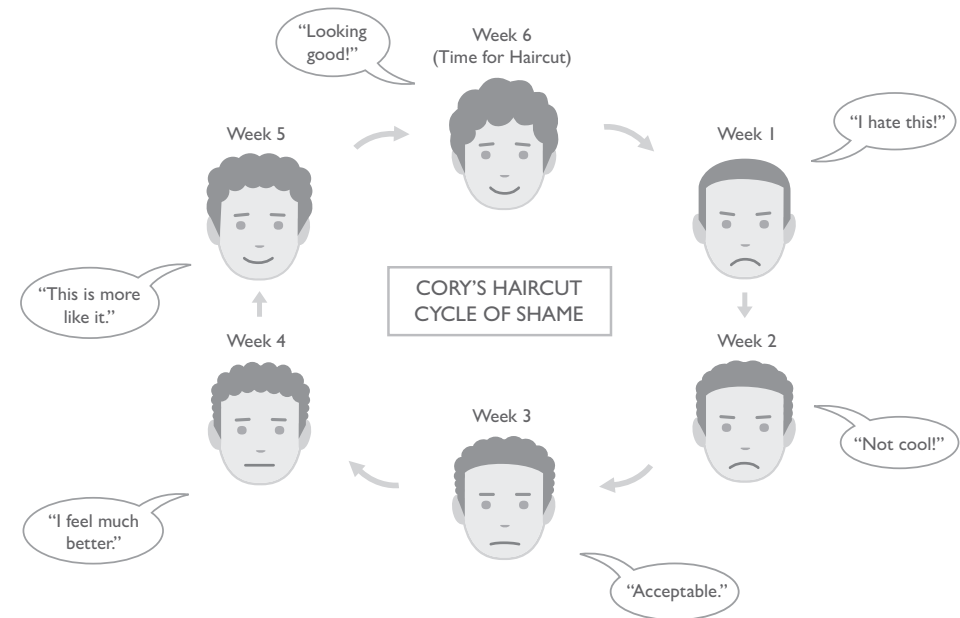 CORY’S HAIRCUT
CYCLE OF SHAME
Week 6
(Time for Haircut)
“Looking
good!”
Week 1
“I hate this!”
Week 2
“Not cool!”
Week 3
“Acceptable.”
Week 4
“I feel much
better.”
Week 5
“This is more
like it.”